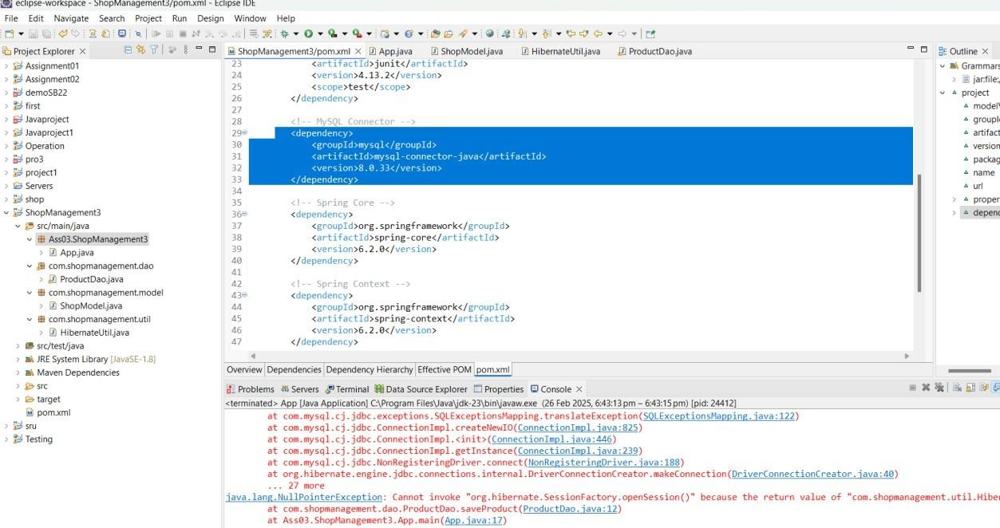 eclipse-workspace - ShopManagement3/pom.xml - Eclipse IDE
File Edit Navigate Search Project Run Design Window Help
Project Explorer
Assignment01
Assignment02
demoSB22
first
Javaproject
Javaproject1
Operation
pro3
project1
Servers
shop
ShopManagement3
src/main/java
Ass03.ShopManagement3
App.java
com.shopmanagement.dao
ProductDao.java
com.shopmanagement.model
ShopModel.java
com.shopmanagement.util
HibernateUtil.java
src/test/java
JRE System Library [JavaSE-1.8]
Maven Dependencies
src
target
pom.xml
sru
Testing
ShopManagement3/pom.xml App.java ShopModel.java HibernateUtil.java ProductDao.java
23 <artifactId>junit</artifactId>
24 <version>4.13.2</version>
25 <scope>test</scope>
26 </dependency>
27
28 <!-- MySQL Connector -->
29 <dependency>
30 <groupId>mysql</groupId>
31 <artifactId>mysql-connector-java</artifactId>
32 <version>8.0.33</version>
33 </dependency>
34
35 <!-- Spring Core -->
36 <dependency>
37 <groupId>org.springframework</groupId>
38 <artifactId>spring-core</artifactId>
39 <version>6.2.0</version>
40 </dependency>
41
42 <!-- Spring Context -->
43 <dependency>
44 <groupId>org.springframework</groupId>
45 <artifactId>spring-context</artifactId>
46 <version>6.2.0</version>
47 </dependency>
Overview Dependencies Dependency Hierarchy Effective POM pom.xml
Problems Servers Terminal Data Source Explorer Properties Console
<terminated> App [Java Application] C:\Program Files\Java\jdk-23\bin\javaw.exe (26 Feb 2025, 6:43:13 pm – 6:43:15 pm) [pid: 24412]
at com.mysql.cj.jdbc.exceptions.SQLExceptionsMapping.translateException(SQLExceptionsMapping.java:122)
at com.mysql.cj.jdbc.ConnectionImpl.createNewIO(ConnectionImpl.java:825)
at com.mysql.cj.jdbc.ConnectionImpl.<init>(ConnectionImpl.java:446)
at com.mysql.cj.jdbc.ConnectionImpl.getInstance(ConnectionImpl.java:239)
at com.mysql.cj.jdbc.NonRegisteringDriver.connect(NonRegisteringDriver.java:188)
at org.hibernate.engine.jdbc.connections.internal.DriverConnectionCreator.makeConnection(DriverConnectionCreator.java:40)
... 27 more
java.lang.NullPointerException: Cannot invoke "org.hibernate.SessionFactory.openSession()" because the return value of "com.shopmanagement.util.Hibe
at com.shopmanagement.dao.ProductDao.saveProduct(ProductDao.java:12)
at Ass03.ShopManagement3.App.main(App.java:17)
Outline
Grammars
jar:file:
project
model
group
artifact
version
packag
name
url
proper
depend